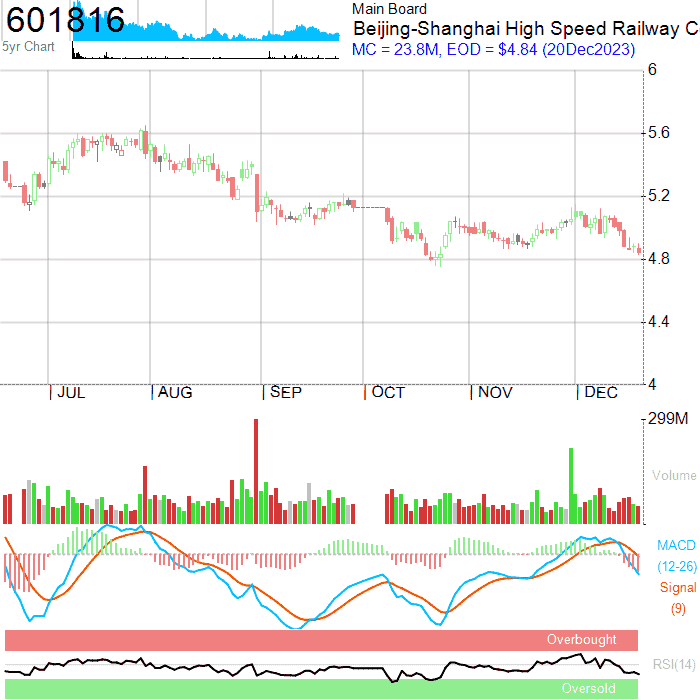 601816
5yr Chart
Main Board
Beijing-Shanghai High Speed Railway C
MC = 23.8M, EOD = $4.84 (20Dec2023)
6
5.6
5.2
4.8
4.4
4
JUL
AUG
SEP
OCT
NOV
DEC
299M
Volume
MACD
(12-26)
Signal
(9)
Overbought
RSI(14)
Oversold